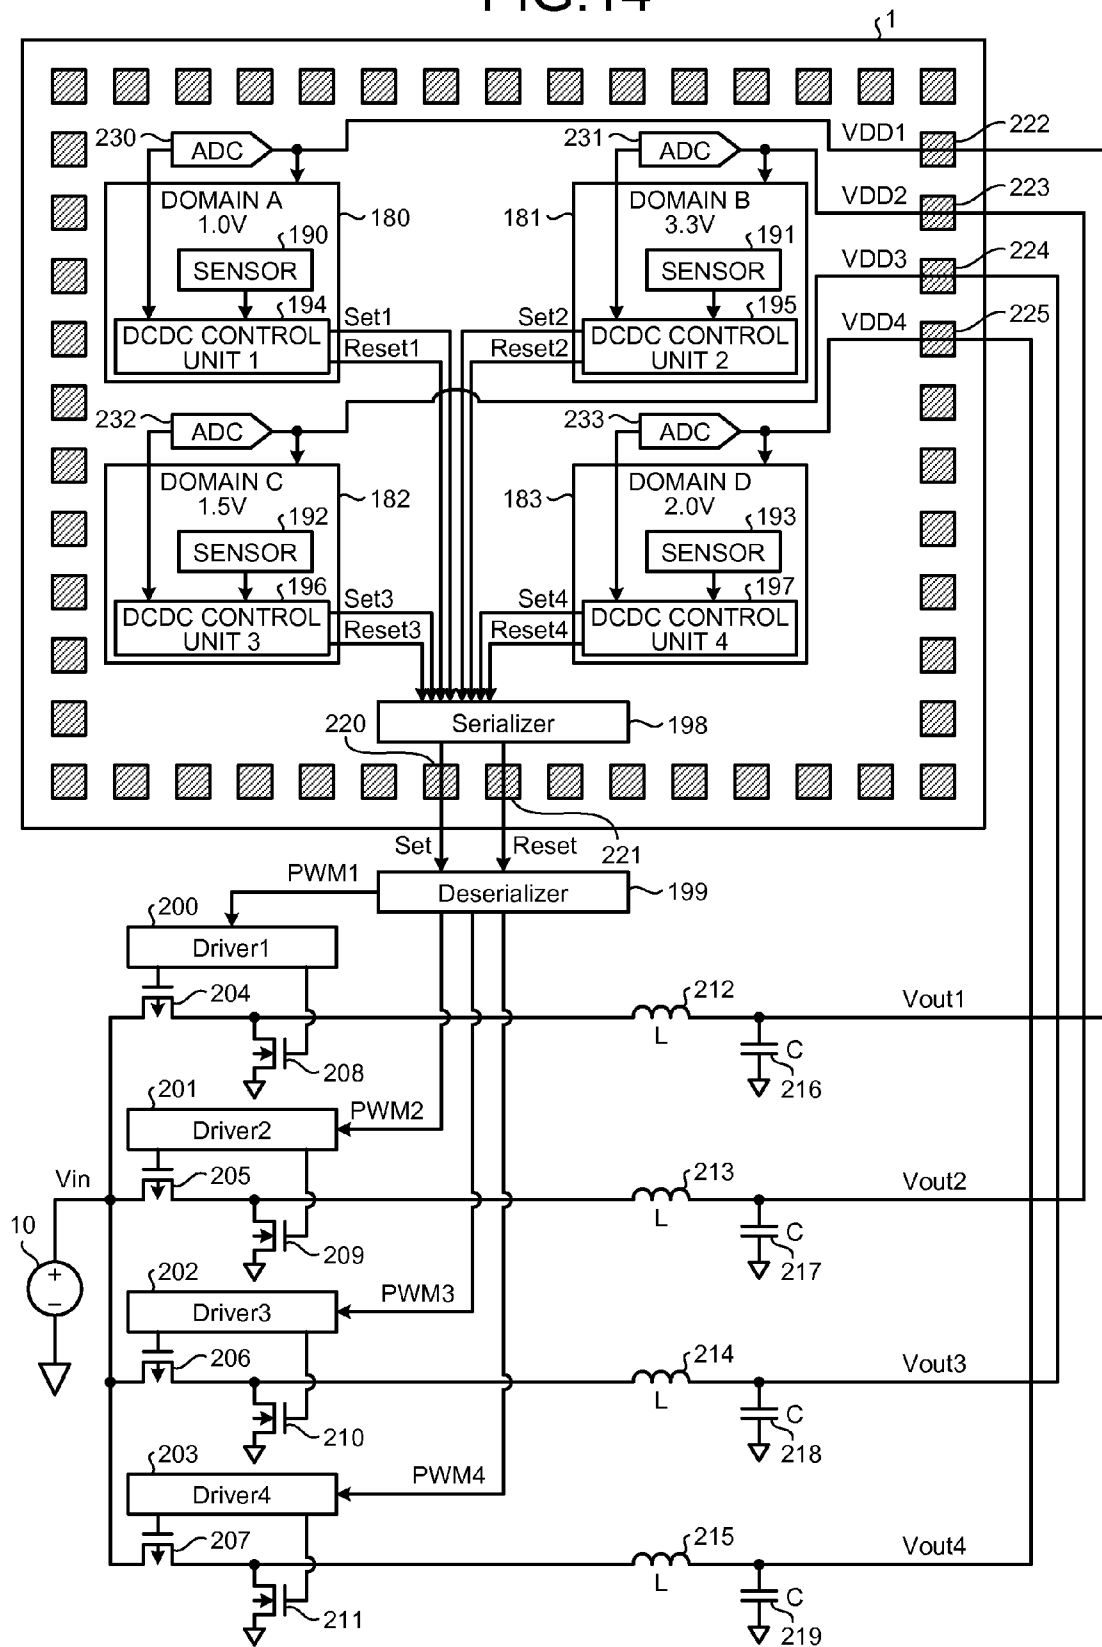 FIG.14
1
230
ADC
231
ADC
VDD1
222
DOMAIN A
1.0V
180
181
DOMAIN B
3.3V
VDD2
223
190
SENSOR
191
SENSOR
VDD3
224
194
DCDC CONTROL
UNIT 1
Set1
Reset1
Set2
Reset2
195
DCDC CONTROL
UNIT 2
VDD4
225
232
ADC
233
ADC
DOMAIN C
1.5V
182
183
DOMAIN D
2.0V
192
SENSOR
193
SENSOR
196
DCDC CONTROL
UNIT 3
Set3
Reset3
Set4
Reset4
197
DCDC CONTROL
UNIT 4
220
Serializer
198
Set
Reset
221
PWM1
Deserializer
199
200
Driver1
204
212
L
Vout1
208
C
216
201
Driver2
PWM2
Vin
205
213
L
Vout2
10
+
−
209
C
217
202
Driver3
PWM3
206
214
L
Vout3
210
C
218
203
Driver4
PWM4
207
215
L
Vout4
211
C
219